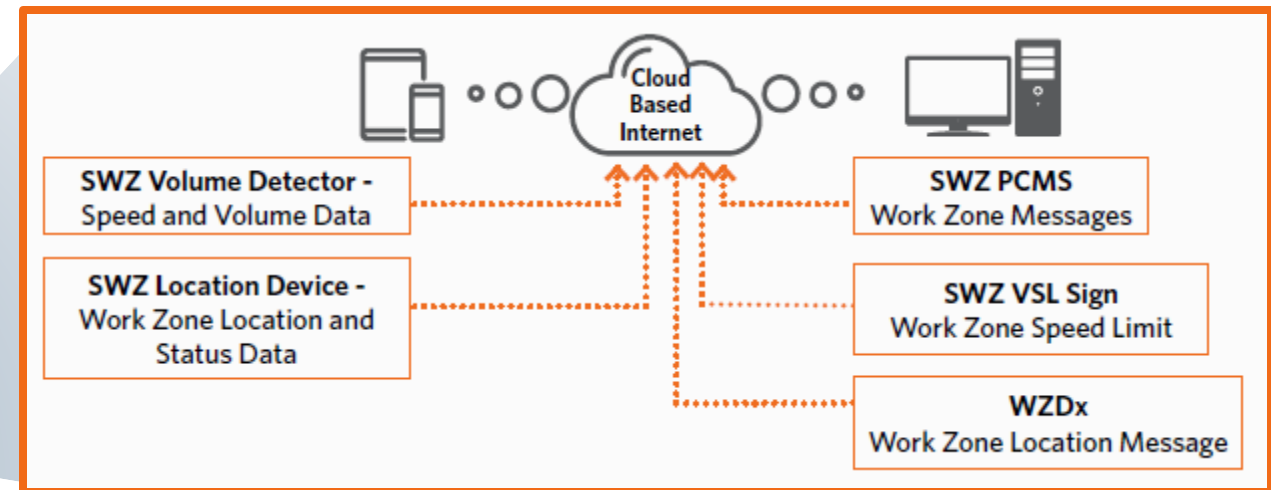 Cloud
Based
Internet
SWZ Volume Detector -
Speed and Volume Data
SWZ Location Device -
Work Zone Location and
Status Data
SWZ PCMS
Work Zone Messages
SWZ VSL Sign
Work Zone Speed Limit
WZDx
Work Zone Location Message